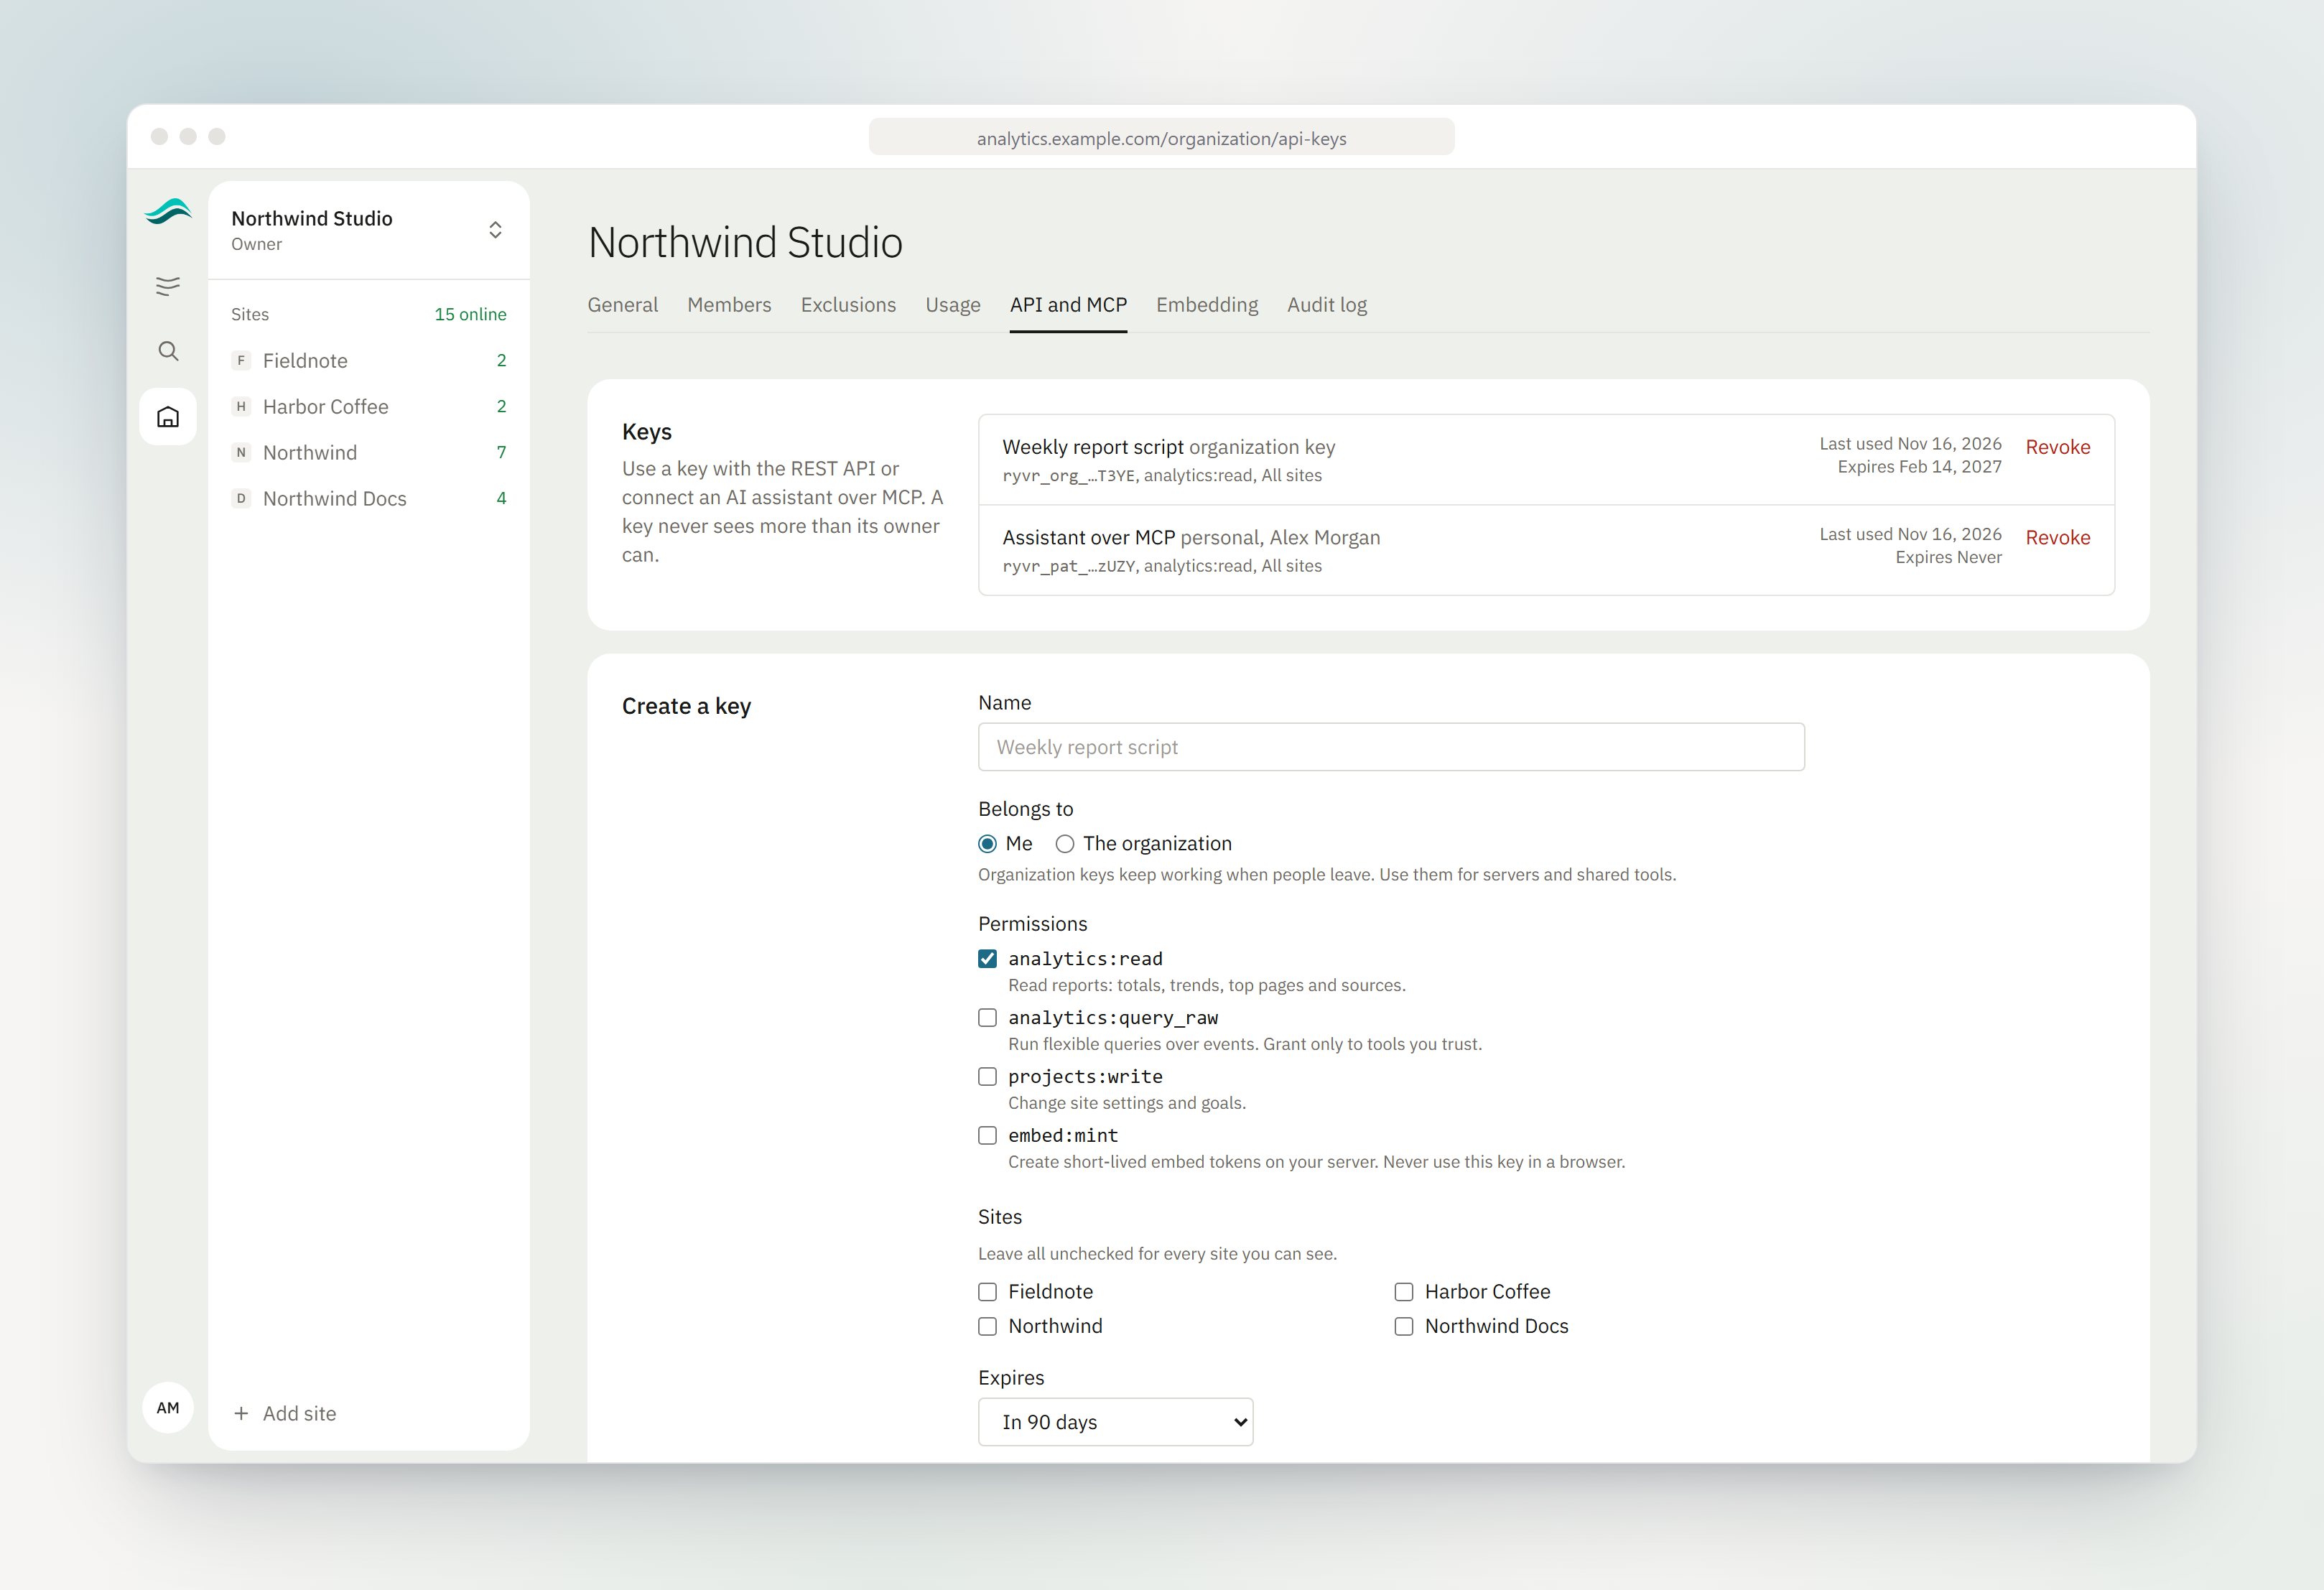 analytics.example.com/organization/api-keys
Northwind Studio
Owner
Sites 15 online
F Fieldnote 2
H Harbor Coffee 2
N Northwind 7
D Northwind Docs 4
+ Add site
AM
Northwind Studio
General Members Exclusions Usage API and MCP Embedding Audit log
Keys
Use a key with the REST API or
connect an AI assistant over MCP. A
key never sees more than its owner
can.
Weekly report script organization key
ryvr_org_…T3YE, analytics:read, All sites
Last used Nov 16, 2026
Expires Feb 14, 2027
Revoke
Assistant over MCP personal, Alex Morgan
ryvr_pat_…zUZY, analytics:read, All sites
Last used Nov 16, 2026
Expires Never
Revoke
Create a key
Name
Weekly report script
Belongs to
Me The organization
Organization keys keep working when people leave. Use them for servers and shared tools.
Permissions
analytics:read
Read reports: totals, trends, top pages and sources.
analytics:query_raw
Run flexible queries over events. Grant only to tools you trust.
projects:write
Change site settings and goals.
embed:mint
Create short-lived embed tokens on your server. Never use this key in a browser.
Sites
Leave all unchecked for every site you can see.
Fieldnote Harbor Coffee
Northwind Northwind Docs
Expires
In 90 days